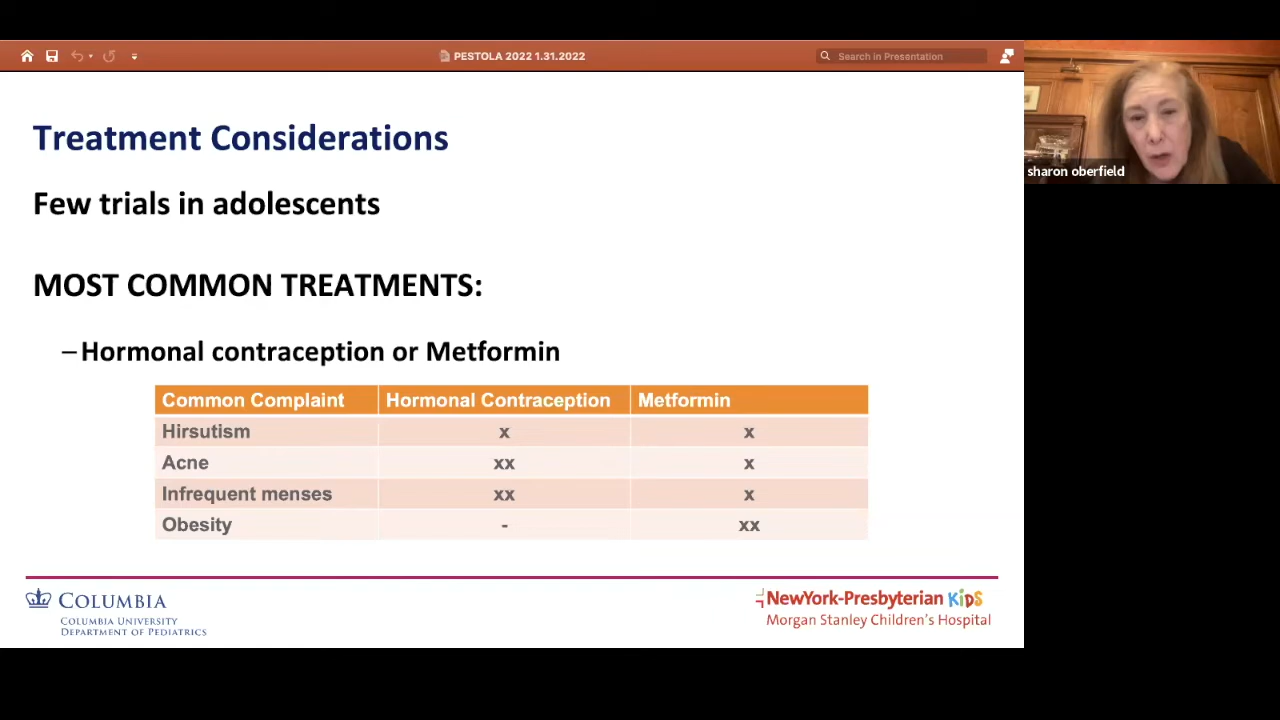 PESTOLA 2022 1.31.2022
Search in Presentation
Treatment Considerations
Few trials in adolescents
MOST COMMON TREATMENTS:
–Hormonal contraception or Metformin
Common Complaint Hormonal Contraception Metformin
Hirsutism x x
Acne xx x
Infrequent menses xx x
Obesity - xx
COLUMBIA
COLUMBIA UNIVERSITY
DEPARTMENT OF PEDIATRICS
NewYork-Presbyterian KiDS
Morgan Stanley Children's Hospital
sharon oberfield